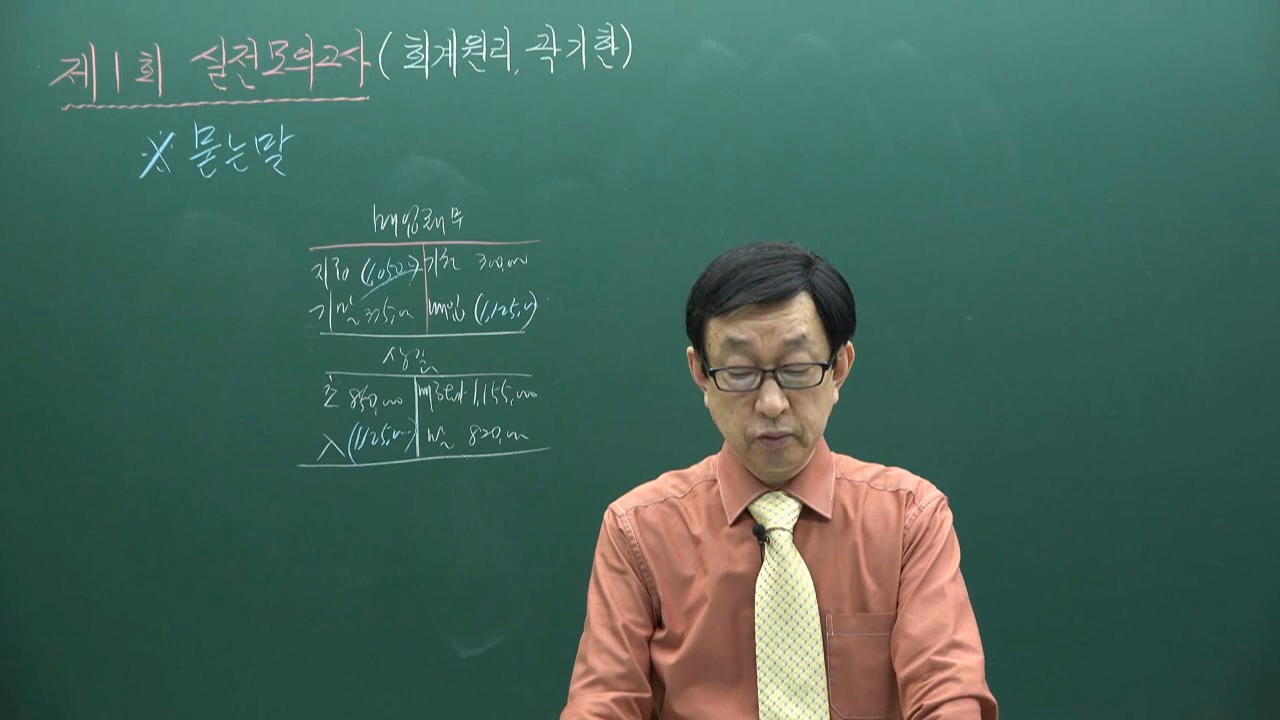 제1회 실전모의고사 (회계원리, 곽기환)
※ 묻는말
매입채무
지급 (1,050,) 기초 300,000
기말 375,000 매입 (1,125,000)
상품
초 850,000 매출원가 1,155,000
入 (1,125,000) 말 820,000